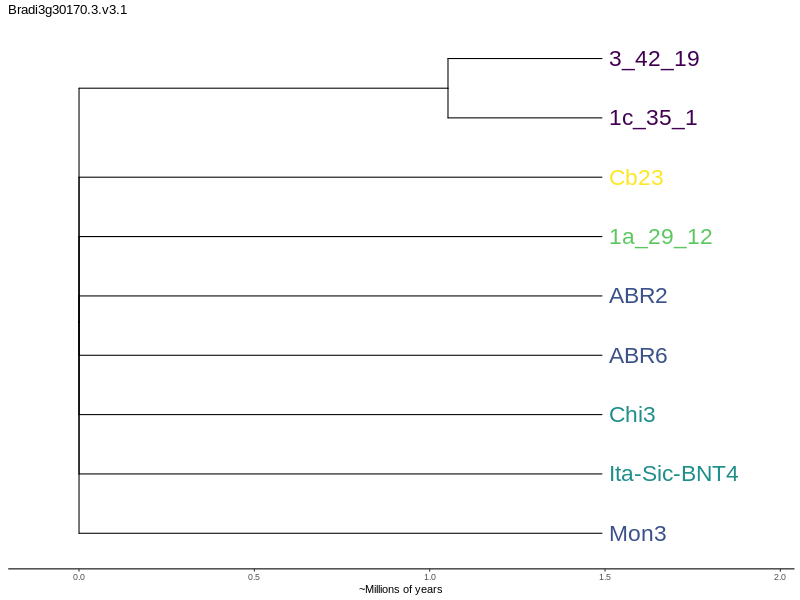 Bradi3g30170.3.v3.1
3_42_19
1c_35_1
Cb23
1a_29_12
ABR2
ABR6
Chi3
Ita-Sic-BNT4
Mon3
0.0 0.5 1.0 1.5 2.0
~Millions of years